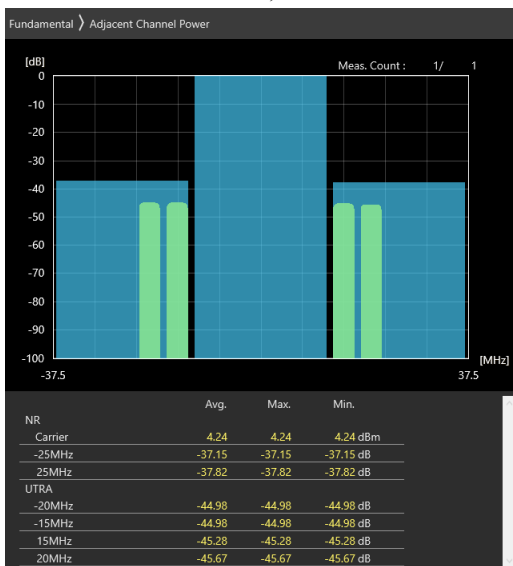 Fundamental 〉 Adjacent Channel Power
[dB]
Meas. Count : 1/ 1
0
-10
-20
-30
-40
-50
-60
-70
-80
-90
-100
[MHz]
-37.5 37.5
Avg. Max. Min.
NR
Carrier 4.24 4.24 4.24 dBm
-25MHz -37.15 -37.15 -37.15 dB
25MHz -37.82 -37.82 -37.82 dB
UTRA
-20MHz -44.98 -44.98 -44.98 dB
-15MHz -44.98 -44.98 -44.98 dB
15MHz -45.28 -45.28 -45.28 dB
20MHz -45.67 -45.67 -45.67 dB